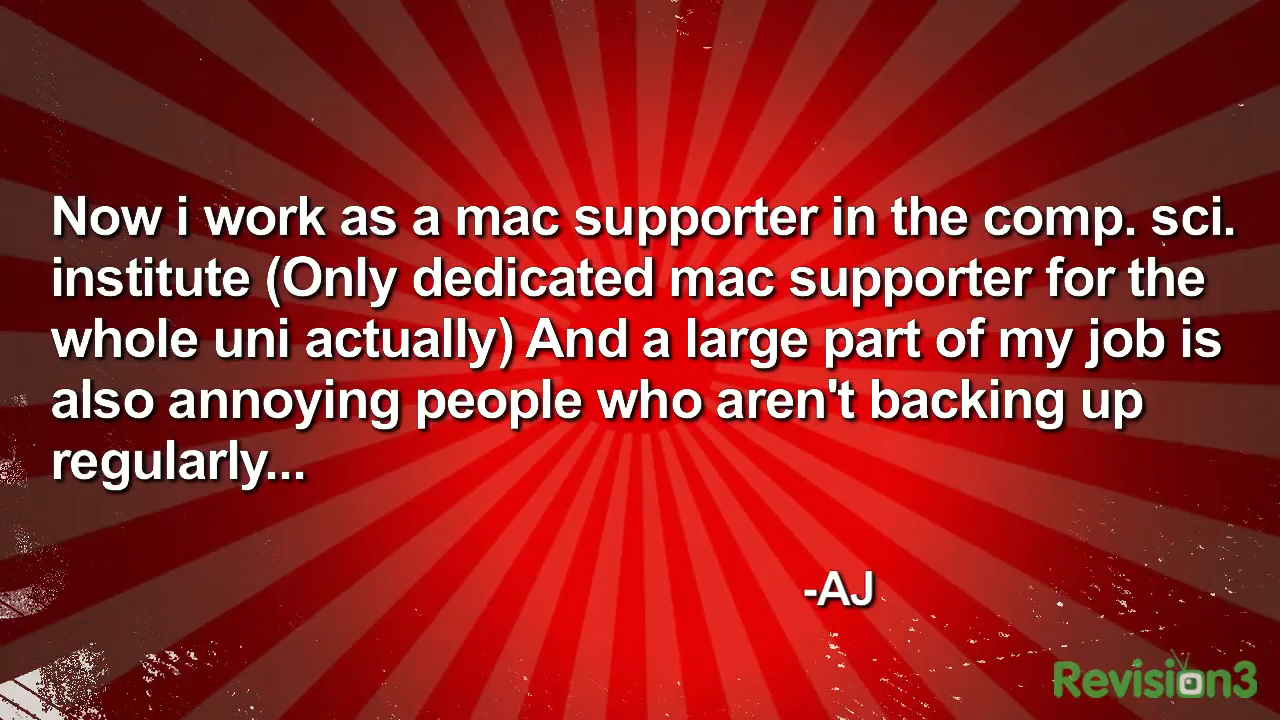 Now i work as a mac supporter in the comp. sci.
institute (Only dedicated mac supporter for the
whole uni actually) And a large part of my job is
also annoying people who aren't backing up
regularly...
-AJ
Revision3